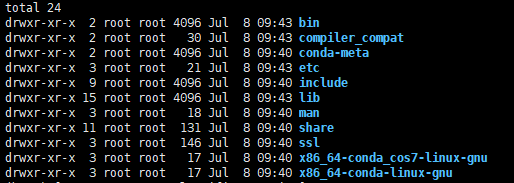 total 24
drwxr-xr-x  2 root root 4096 Jul  8 09:43 bin
drwxr-xr-x  2 root root   30 Jul  8 09:43 compiler_compat
drwxr-xr-x  2 root root 4096 Jul  8 09:40 conda-meta
drwxr-xr-x  3 root root   21 Jul  8 09:43 etc
drwxr-xr-x  9 root root 4096 Jul  8 09:40 include
drwxr-xr-x 15 root root 4096 Jul  8 09:43 lib
drwxr-xr-x  3 root root   18 Jul  8 09:40 man
drwxr-xr-x 11 root root  131 Jul  8 09:40 share
drwxr-xr-x  3 root root  146 Jul  8 09:40 ssl
drwxr-xr-x  3 root root   17 Jul  8 09:40 x86_64-conda_cos7-linux-gnu
drwxr-xr-x  3 root root   17 Jul  8 09:40 x86_64-conda-linux-gnu